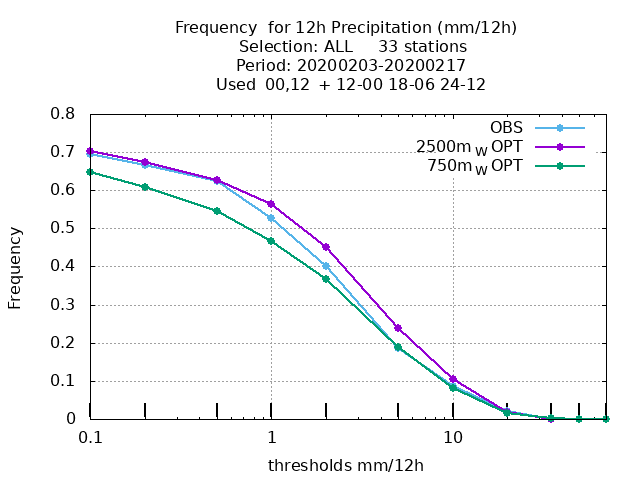 Frequency  for 12h Precipitation (mm/12h)
Selection: ALL     33 stations
Period: 20200203-20200217
Used  00,12  + 12-00 18-06 24-12
OBS
2500m W OPT
750m W OPT
0.8
0.7
0.6
0.5
0.4
0.3
0.2
0.1
0
Frequency
0.1 1 10
thresholds mm/12h